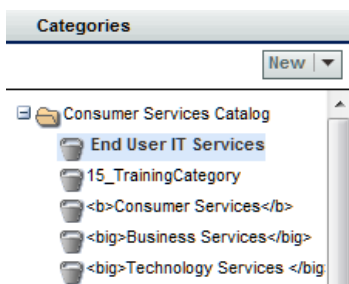 Categories
New
Consumer Services Catalog
End User IT Services
15_TrainingCategory
<b>Consumer Services</b>
<big>Business Services</big>
<big>Technology Services </big